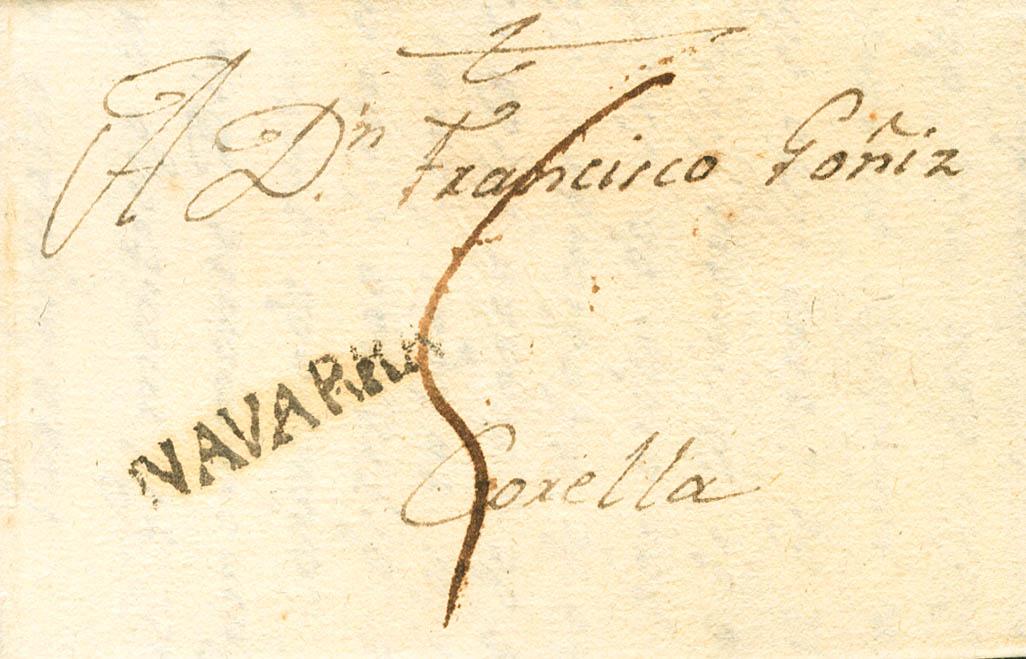 A Dn. Francisco Goñiz
NAVARRA
Corella